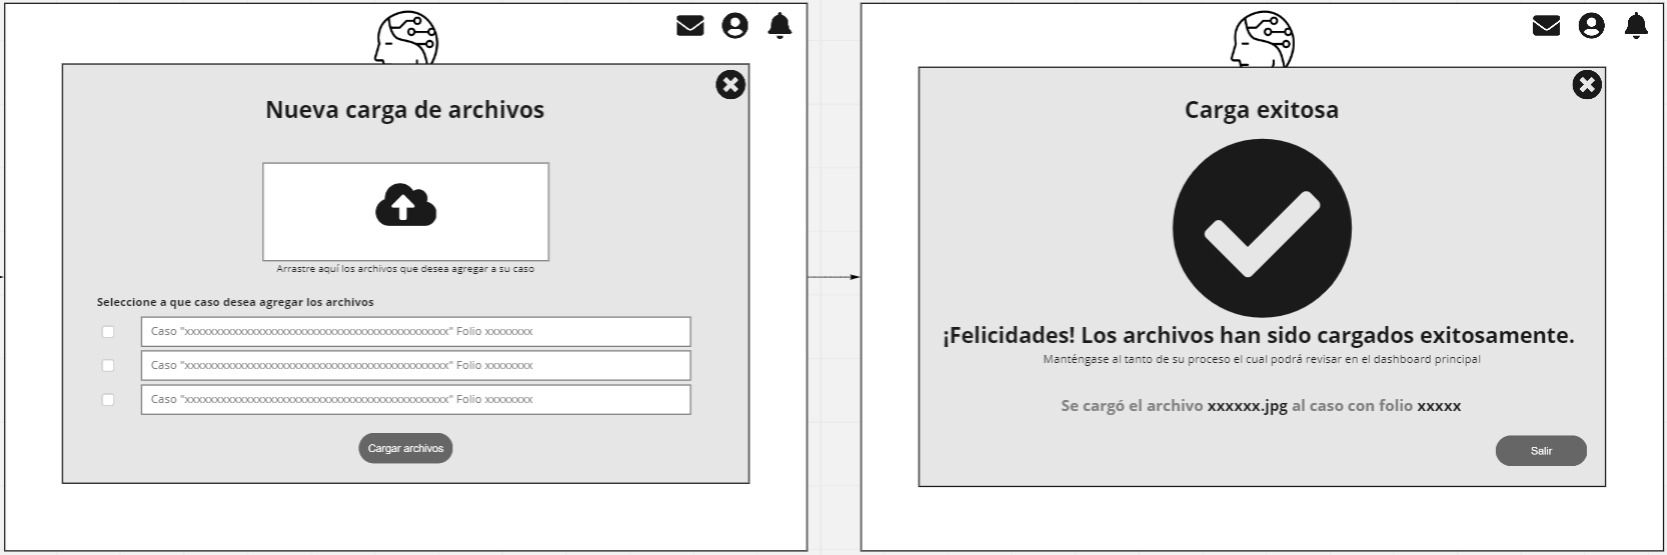 Nueva carga de archivos
Arrastre aquí los archivos que desea agregar a su caso
Seleccione a que caso desea agregar los archivos
Caso "xxxxxxxxxxxxxxxxxxxxxxxxxxxxxxxxxxxxxxxxxxxx" Folio xxxxxxxx
Caso "xxxxxxxxxxxxxxxxxxxxxxxxxxxxxxxxxxxxxxxxxxxx" Folio xxxxxxxx
Caso "xxxxxxxxxxxxxxxxxxxxxxxxxxxxxxxxxxxxxxxxxxxx" Folio xxxxxxxx
Cargar archivos
Carga exitosa
¡Felicidades! Los archivos han sido cargados exitosamente.
Manténgase al tanto de su proceso el cual podrá revisar en el dashboard principal
Se cargó el archivo xxxxxx.jpg al caso con folio xxxxx
Salir